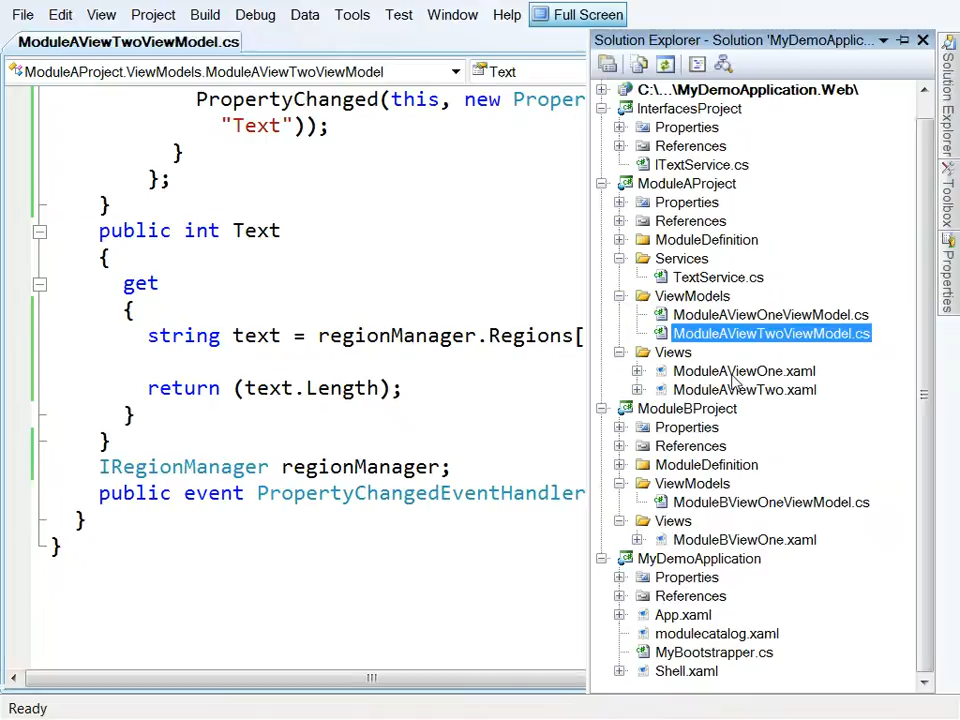 File Edit View Project Build Debug Data Tools Test Window Help Full Screen
ModuleAViewTwoViewModel.cs
ModuleAProject.ViewModels.ModuleAViewTwoViewModel Text
PropertyChanged(this, new Proper
"Text"));
}
};
}
public int Text
{
get
{
string text = regionManager.Regions[
return (text.Length);
}
}
IRegionManager regionManager;
public event PropertyChangedEventHandler
}
}
Solution Explorer - Solution 'MyDemoApplic...
C:\...\MyDemoApplication.Web\
InterfacesProject
Properties
References
ITextService.cs
ModuleAProject
Properties
References
ModuleDefinition
Services
TextService.cs
ViewModels
ModuleAViewOneViewModel.cs
ModuleAViewTwoViewModel.cs
Views
ModuleAViewOne.xaml
ModuleAViewTwo.xaml
ModuleBProject
Properties
References
ModuleDefinition
ViewModels
ModuleBViewOneViewModel.cs
Views
ModuleBViewOne.xaml
MyDemoApplication
Properties
References
App.xaml
modulecatalog.xaml
MyBootstrapper.cs
Shell.xaml
Solution Explorer
Toolbox
Properties
Ready